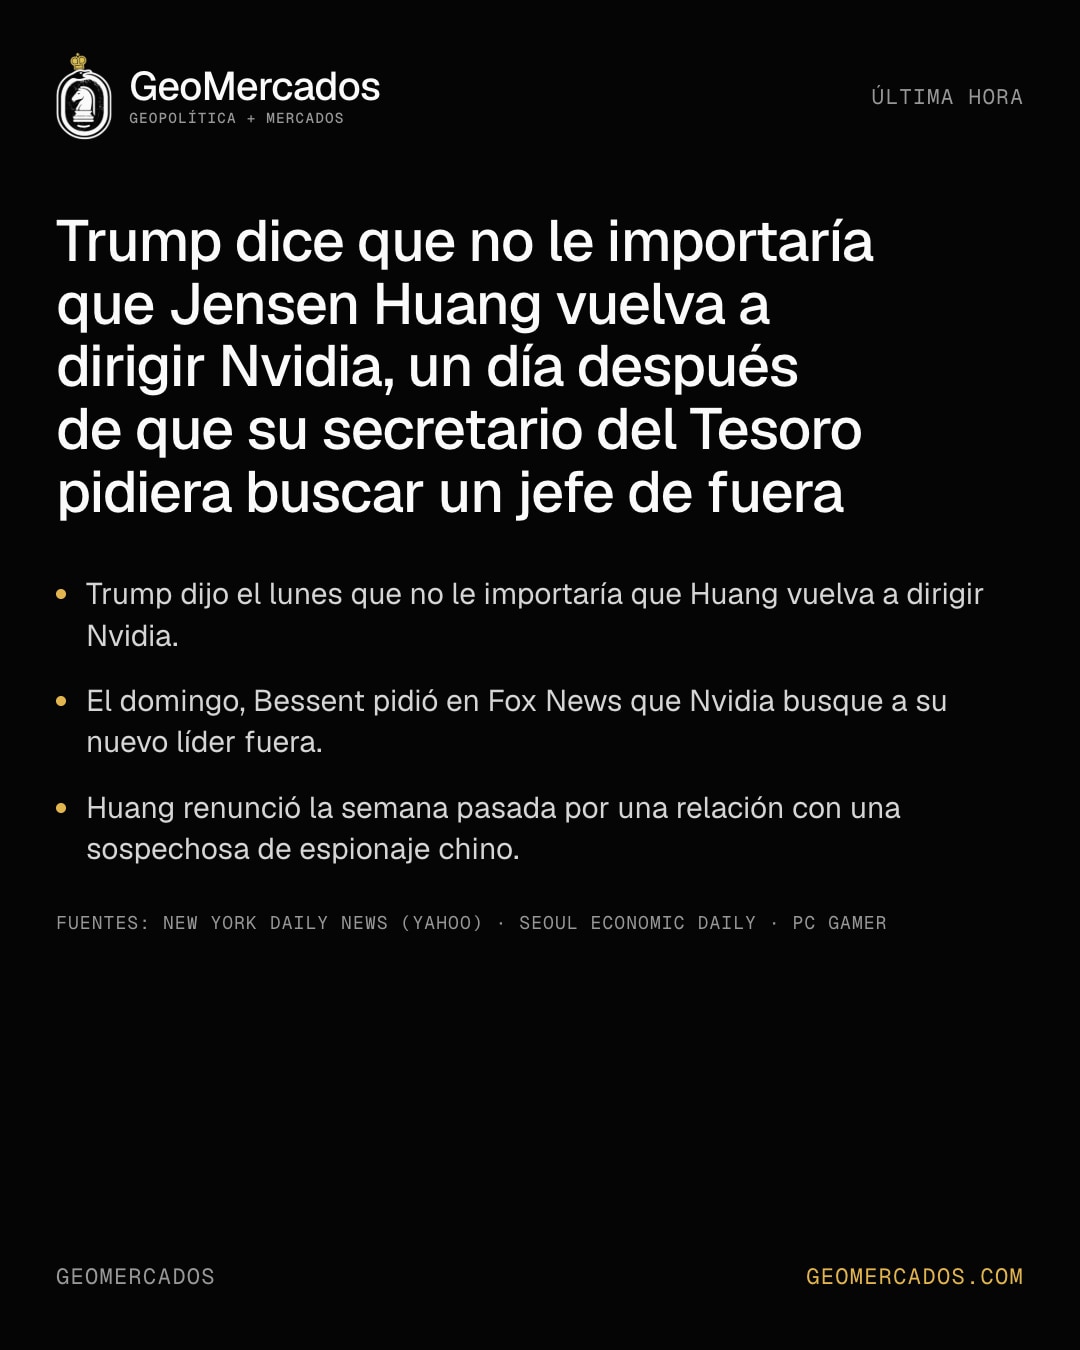 GeoMercados
GEOPOLÍTICA + MERCADOS
ÚLTIMA HORA
Trump dice que no le importaría
que Jensen Huang vuelva a
dirigir Nvidia, un día después
de que su secretario del Tesoro
pidiera buscar un jefe de fuera
• Trump dijo el lunes que no le importaría que Huang vuelva a dirigir
Nvidia.
• El domingo, Bessent pidió en Fox News que Nvidia busque a su
nuevo líder fuera.
• Huang renunció la semana pasada por una relación con una
sospechosa de espionaje chino.
FUENTES: NEW YORK DAILY NEWS (YAHOO) · SEOUL ECONOMIC DAILY · PC GAMER
GEOMERCADOS
GEOMERCADOS.COM